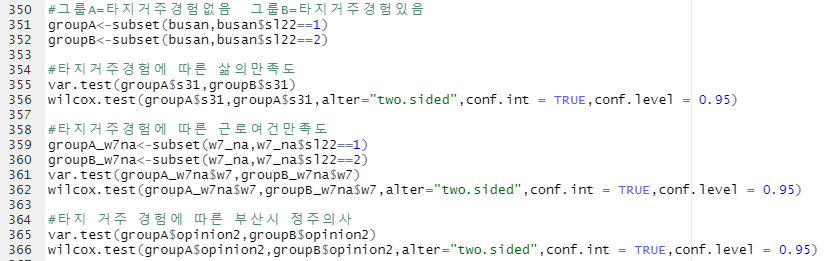 350 #그룹A=타지거주경험없음  그룹B=타지거주경험있음
351 groupA<-subset(busan,busan$sl22==1)
352 groupB<-subset(busan,busan$sl22==2)
353
354 #타지거주경험에 따른 삶의만족도
355 var.test(groupA$s31,groupB$s31)
356 wilcox.test(groupA$s31,groupA$s31,alter="two.sided",conf.int = TRUE,conf.level = 0.95)
357
358 #타지거주경험에 따른 근로여건만족도
359 groupA_w7na<-subset(w7_na,w7_na$sl22==1)
360 groupB_w7na<-subset(w7_na,w7_na$sl22==2)
361 var.test(groupA_w7na$w7,groupB_w7na$w7)
362 wilcox.test(groupA_w7na$w7,groupB_w7na$w7,alter="two.sided",conf.int = TRUE,conf.level = 0.95)
363
364 #타지 거주 경험에 따른 부산시 정주의사
365 var.test(groupA$opinion2,groupB$opinion2)
366 wilcox.test(groupA$opinion2,groupB$opinion2,alter="two.sided",conf.int = TRUE,conf.level = 0.95)